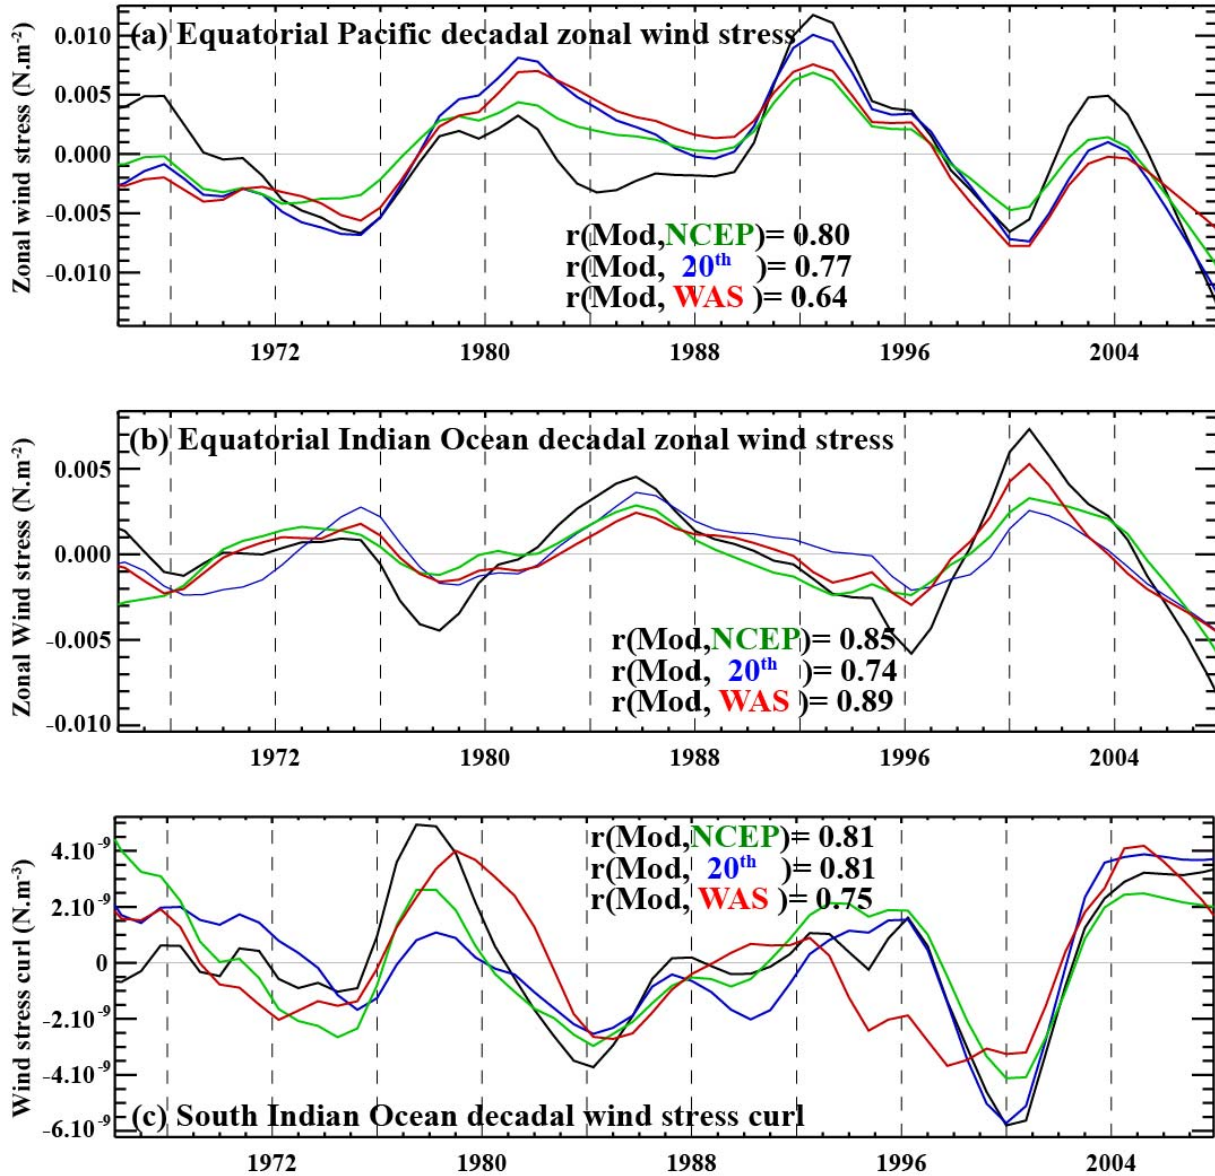 (a) Equatorial Pacific decadal zonal wind stress
Zonal wind stress (N.m⁻²)
0.010
0.005
0.000
-0.005
-0.010
r(Mod,NCEP)= 0.80
r(Mod, 20ᵗʰ )= 0.77
r(Mod, WAS )= 0.64
1972 1980 1988 1996 2004
(b) Equatorial Indian Ocean decadal zonal wind stress
Zonal Wind stress (N.m⁻²)
0.005
0.000
-0.005
-0.010
r(Mod,NCEP)= 0.85
r(Mod, 20ᵗʰ )= 0.74
r(Mod, WAS )= 0.89
1972 1980 1988 1996 2004
Wind stress curl (N.m⁻³)
4.10⁻⁹
2.10⁻⁹
0
-2.10⁻⁹
-4.10⁻⁹
-6.10⁻⁹
r(Mod,NCEP)= 0.81
r(Mod, 20ᵗʰ )= 0.81
r(Mod, WAS )= 0.75
(c) South Indian Ocean decadal wind stress curl
1972 1980 1988 1996 2004